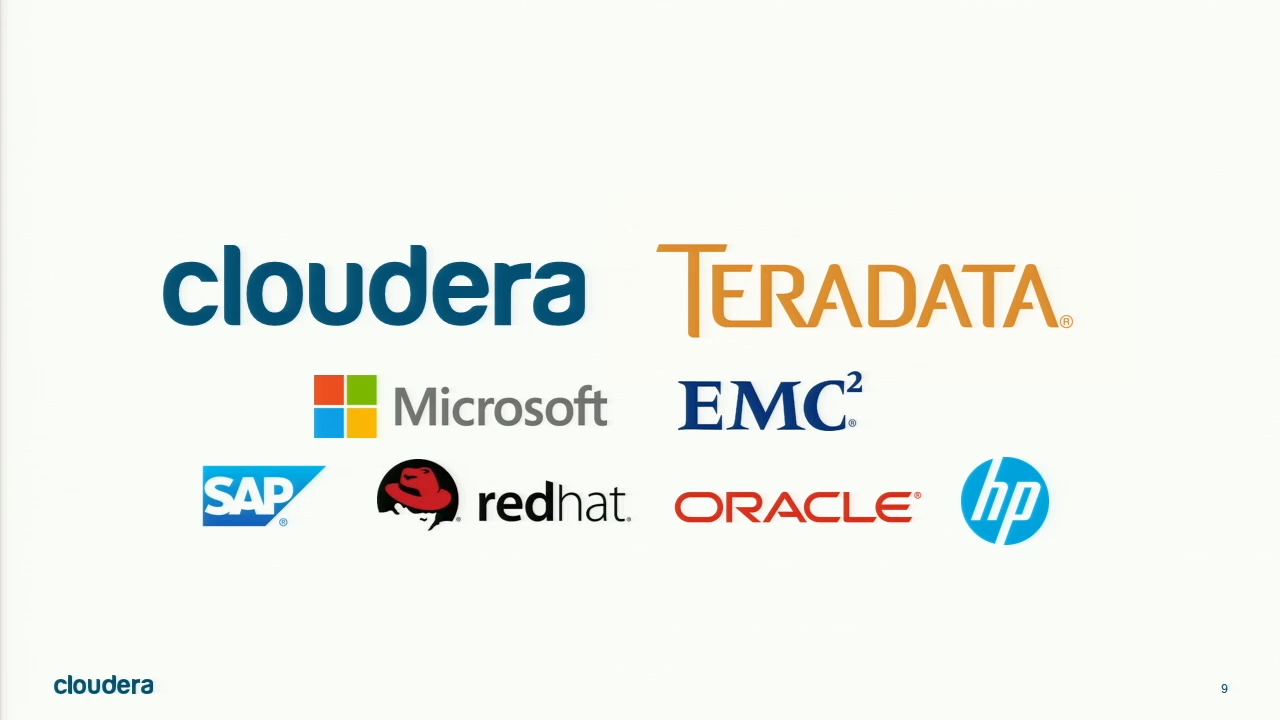 cloudera TERADATA®
Microsoft EMC²®
SAP® redhat® ORACLE® hp
cloudera 9